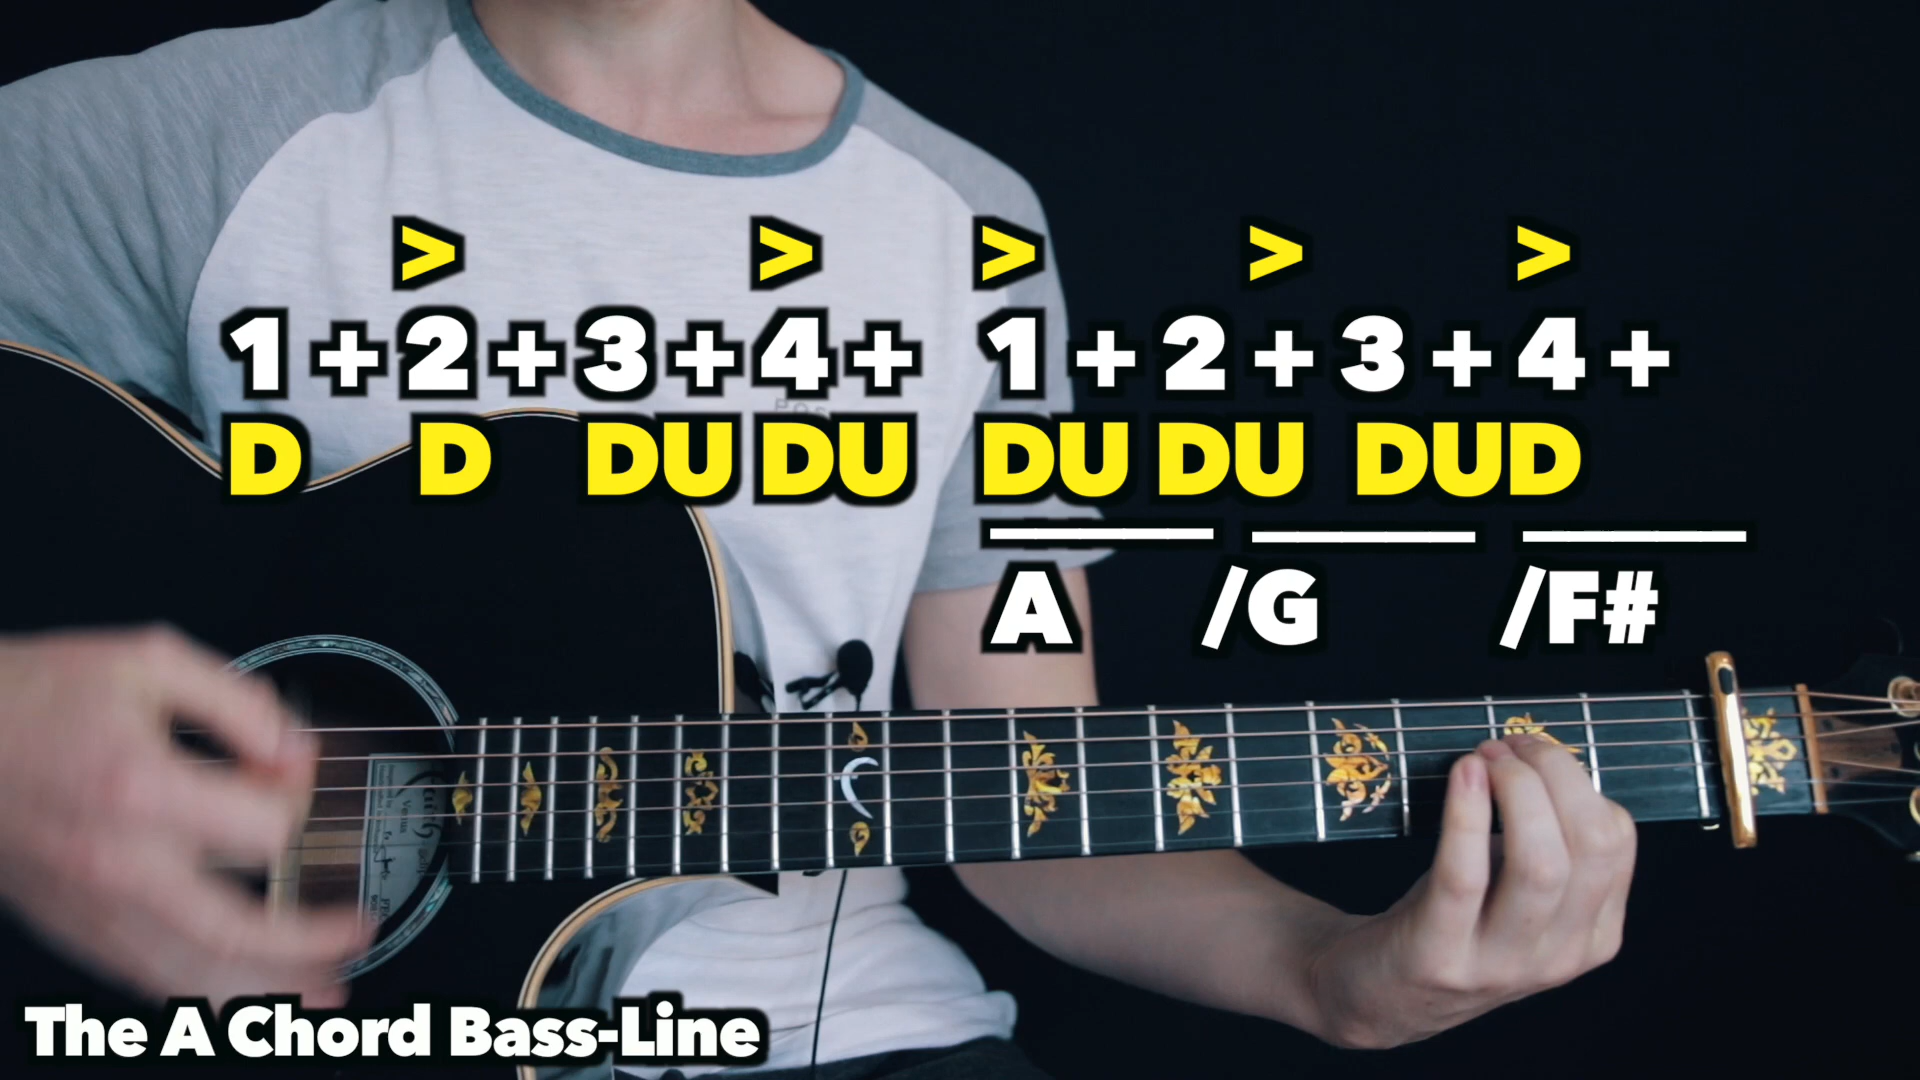 > > > > >
1 + 2 + 3 + 4 + 1 + 2 + 3 + 4 +
D D DU DU DU DU DUD
A /G /F#
The A Chord Bass-Line